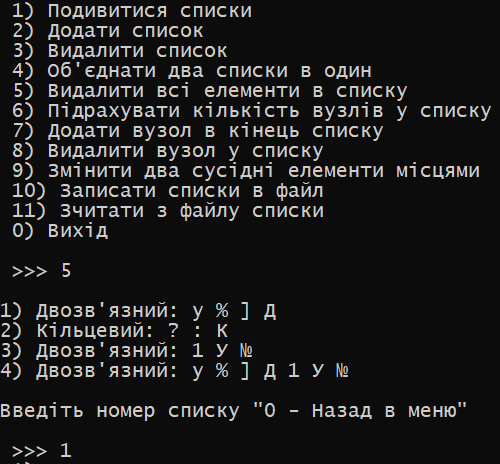 1) Подивитися списки
2) Додати список
3) Видалити список
4) Об'єднати два списки в один
5) Видалити всі елементи в списку
6) Підрахувати кількість вузлів у списку
7) Додати вузол в кінець списку
8) Видалити вузол у списку
9) Змінити два сусідні елементи місцями
10) Записати списки в файл
11) Зчитати з файлу списки
0) Вихід
>>> 5
1) Двозв'язний: у % ] Д
2) Кільцевий: ? : К
3) Двозв'язний: 1 У №
4) Двозв'язний: у % ] Д 1 У №
Введіть номер списку "0 - Назад в меню"
>>> 1